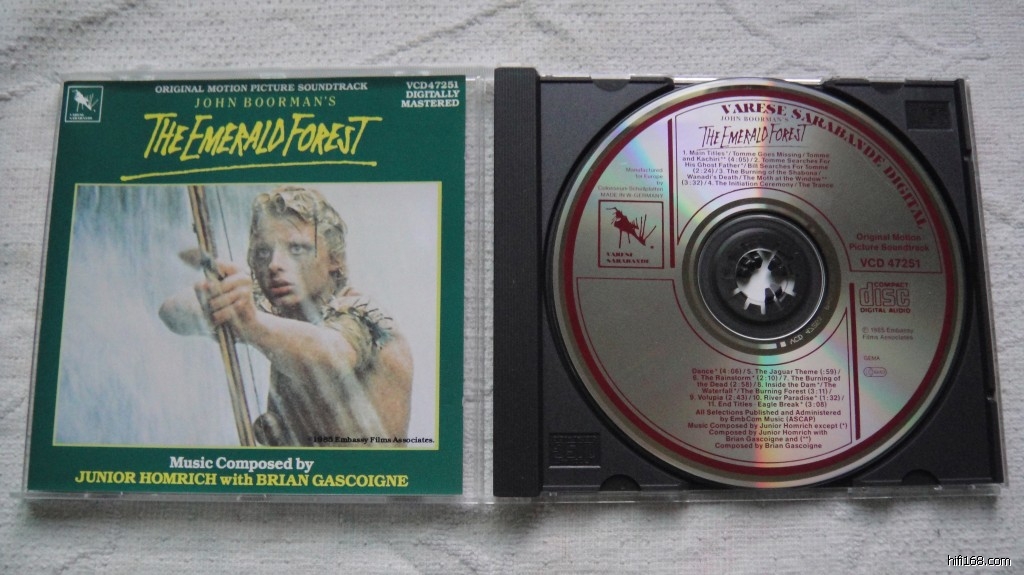 ORIGINAL MOTION PICTURE SOUNDTRACK
VCD47251
DIGITALLY
MASTERED
VARESE
SARABANDE
JOHN BOORMAN'S
THE EMERALD FOREST
©1985 Embassy Films Associates.
Music Composed by
JUNIOR HOMRICH with BRIAN GASCOIGNE
VARESE SARABANDE DIGITAL
JOHN BOORMAN'S
THE EMERALD FOREST
1. Main Titles*/Tomme Goes Missing/Tomme
and Kachiri** (4:05)/2. Tomme Searches For
His Ghost Father*/Bill Searches For Tomme
(2:24)/3. The Burning of the Shabona/
Wanadi's Death/The Moth at the Window**
(3:32)/4. The Initiation Ceremony/The Trance
Manufactured
for Europe
by
MADE IN W. GERMANY
VARESE
SARABANDE
Original Motion
Picture Soundtrack
VCD 47251
COMPACT
disc
DIGITAL AUDIO
℗ 1985 Embassy
Films Associates
GEMA
Dance* (4:06)/5. The Jaguar Theme (:59)/
6. The Rainstorm* (2:10)/7. The Burning of
the Dead (2:58)/8. Inside the Dam*/The
Waterfall*/The Burning Forest (3:11)/
9. Volupia (2:43)/10. River Paradise* (1:32)/
11. End Titles - Eagle Break* (3:08)
All Selections Published and Administered
by EmbCom Music (ASCAP)
Music Composed by Junior Homrich except (*)
Composed by Junior Homrich with
Brian Gascoigne and (**)
Composed by Brian Gascoigne
hifi168.com